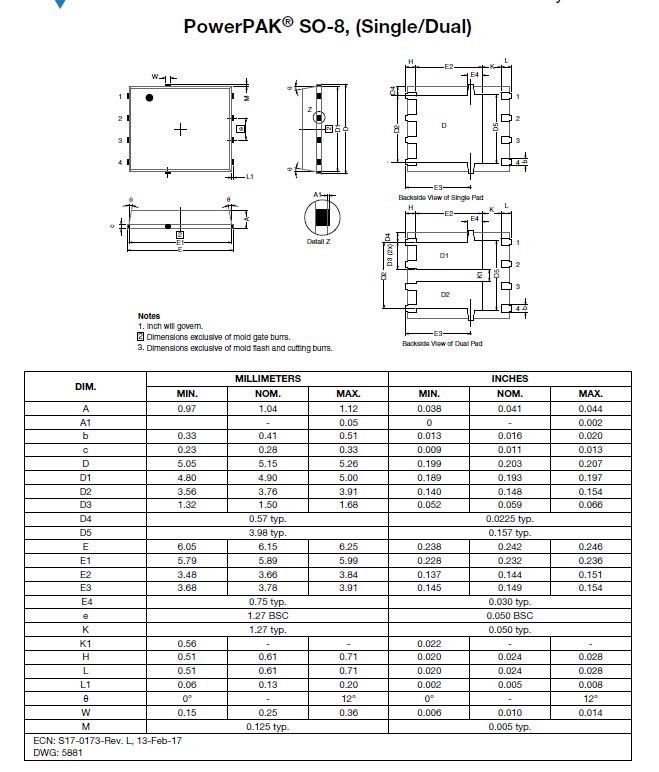 PowerPAK® SO-8, (Single/Dual)
W
M
1
2
3
4
e
L1
θ
Z
θ
2
D1
D
H
E2
K
L
E4
D4
D2
D
D5
1
2
3
4
b
E3
Backside View of Single Pad
θ
θ
c
A
2
E1
E
A1
Detail Z
H
E2
K
L
E4
D4
D3 (2x)
D2
D1
D2
K1
D5
1
2
3
4
b
E3
Backside View of Dual Pad
Notes
1. Inch will govern.
2 Dimensions exclusive of mold gate burrs.
3. Dimensions exclusive of mold flash and cutting burrs.
DIM. MILLIMETERS INCHES
MIN. NOM. MAX. MIN. NOM. MAX.
A 0.97 1.04 1.12 0.038 0.041 0.044
A1 - 0.05 0 - 0.002
b 0.33 0.41 0.51 0.013 0.016 0.020
c 0.23 0.28 0.33 0.009 0.011 0.013
D 5.05 5.15 5.26 0.199 0.203 0.207
D1 4.80 4.90 5.00 0.189 0.193 0.197
D2 3.56 3.76 3.91 0.140 0.148 0.154
D3 1.32 1.50 1.68 0.052 0.059 0.066
D4 0.57 typ. 0.0225 typ.
D5 3.98 typ. 0.157 typ.
E 6.05 6.15 6.25 0.238 0.242 0.246
E1 5.79 5.89 5.99 0.228 0.232 0.236
E2 3.48 3.66 3.84 0.137 0.144 0.151
E3 3.68 3.78 3.91 0.145 0.149 0.154
E4 0.75 typ. 0.030 typ.
e 1.27 BSC 0.050 BSC
K 1.27 typ. 0.050 typ.
K1 0.56 - - 0.022 - -
H 0.51 0.61 0.71 0.020 0.024 0.028
L 0.51 0.61 0.71 0.020 0.024 0.028
L1 0.06 0.13 0.20 0.002 0.005 0.008
θ 0° - 12° 0° - 12°
W 0.15 0.25 0.36 0.006 0.010 0.014
M 0.125 typ. 0.005 typ.
ECN: S17-0173-Rev. L, 13-Feb-17
DWG: 5881